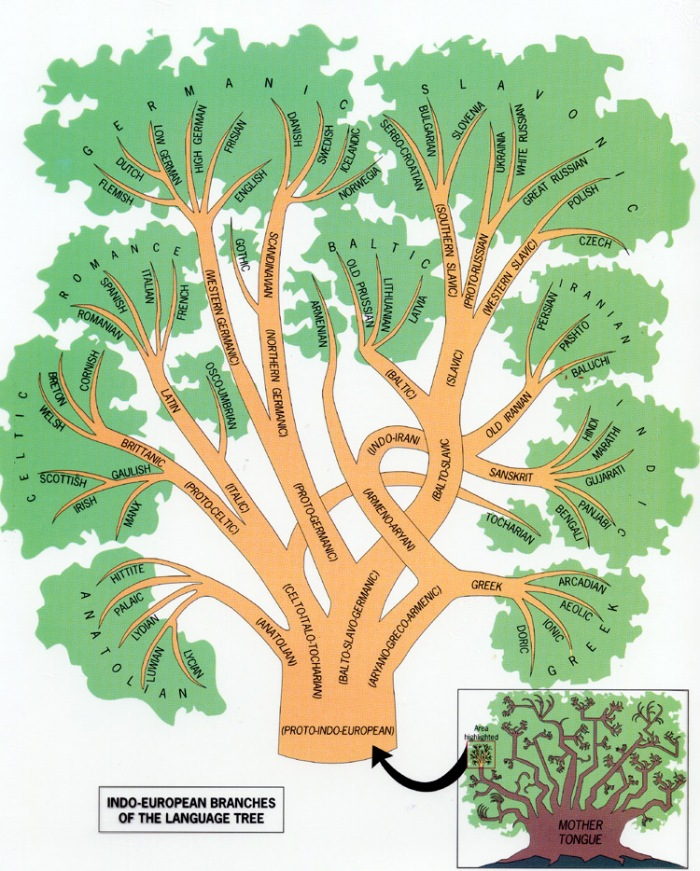 GERMANIC
FLEMISH
DUTCH
LOW GERMAN
HIGH GERMAN
FRISIAN
ENGLISH
(WESTERN GERMANIC)
GOTHIC
DANISH
SWEDISH
ICELANDIC
NORWEGIA
SCANDINAVIAN
(NORTHERN GERMANIC)
(PROTO-GERMANIC)
SLAVONIC
SERBO-CROATIAN
BULGARIAN
SLOVENIA
(SOUTHERN SLAVIC)
UKRAINIA
WHITE RUSSIAN
GREAT RUSSIAN
(PROTO-RUSSIAN)
POLISH
CZECH
(WESTERN SLAVIC)
(SLAVIC)
ROMANCE
ROMANIAN
SPANISH
ITALIAN
FRENCH
LATIN
OSCO-UMBRIAN
(ITALIC)
BALTIC
OLD PRUSSIAN
LITHUANNIAN
LATVIA
(BALTIC)
(BALTO-SLAVIC
ARMENIAN
(ARMENO-ARYAN)
IRANIAN
PERSIAN
PASHTO
BALUCHI
OLD IRANIAN
(INDO-IRANI
INDIC
HINDI
MARATHI
GUJARATI
PANJABI
BENGALI
SANSKRIT
TOCHARIAN
CELTIC
WELSH
BRETON
CORNISH
BRITTANIC
SCOTTISH
IRISH
MANX
GAULISH
(PROTO-CELTIC)
ANATOLIAN
HITTITE
PALAIC
LYDIAN
LUWIAN
LYCIAN
(ANATOLIAN)
GREEK
GREEK
ARCADIAN
AEOLIC
IONIC
DORIC
(CELTO-ITALO-TOCHARIAN)
(BALTO-SLAVO-GERMANIC)
(ARYANO-GRECO-ARMENIC)
(PROTO-INDO-EUROPEAN)
INDO-EUROPEAN BRANCHES
OF THE LANGUAGE TREE
Area
highlighted
MOTHER
TONGUE